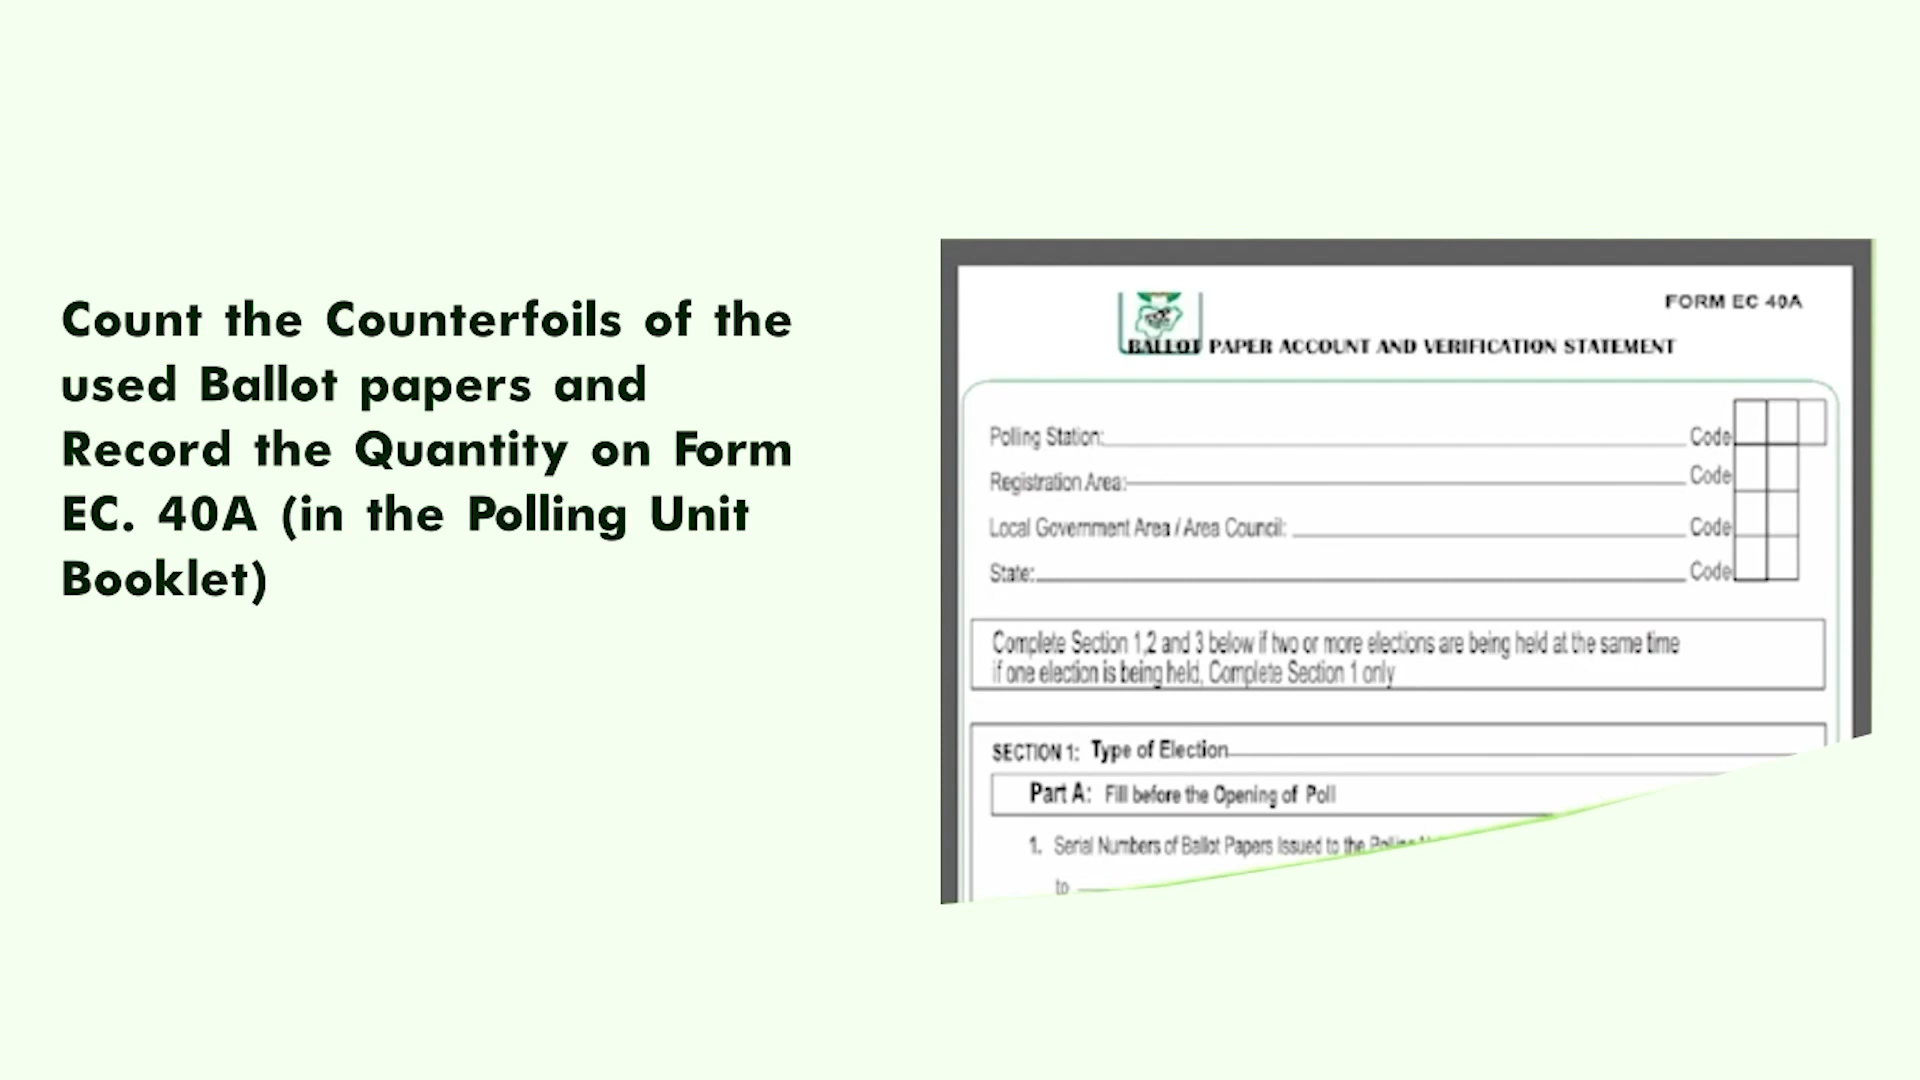 Count the Counterfoils of the
used Ballot papers and
Record the Quantity on Form
EC. 40A (in the Polling Unit
Booklet)
FORM EC 40A
BALLOT PAPER ACCOUNT AND VERIFICATION STATEMENT
Polling Station: Code
Registration Area: Code
Local Government Area / Area Council: Code
State: Code
Complete Section 1,2 and 3 below if two or more elections are being held at the same time
if one election is being held, Complete Section 1 only
SECTION 1: Type of Election
Part A: Fill before the Opening of Poll
1. Serial Numbers of Ballot Papers Issued to the
to